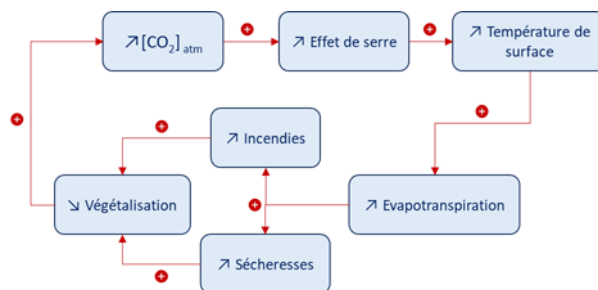 ↗[CO₂] atm
↗ Effet de serre
↗ Température de
surface
↗ Incendies
↘ Végétalisation
↗ Evapotranspiration
↗ Sécheresses